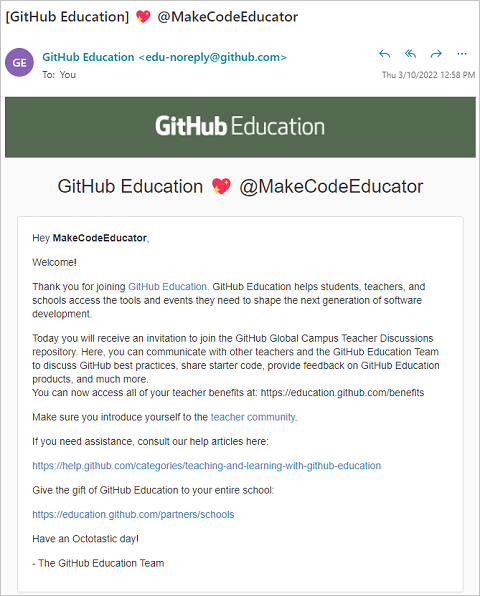 [GitHub Education] 💖 @MakeCodeEducator
GE
GitHub Education <edu-noreply@github.com>
To: You
Thu 3/10/2022 12:58 PM
GitHub Education
GitHub Education 💖 @MakeCodeEducator
Hey MakeCodeEducator,
Welcome!
Thank you for joining GitHub Education. GitHub Education helps students, teachers, and
schools access the tools and events they need to shape the next generation of software
development.
Today you will receive an invitation to join the GitHub Global Campus Teacher Discussions
repository. Here, you can communicate with other teachers and the GitHub Education Team
to discuss GitHub best practices, share starter code, provide feedback on GitHub Education
products, and much more.
You can now access all of your teacher benefits at: https://education.github.com/benefits
Make sure you introduce yourself to the teacher community.
If you need assistance, consult our help articles here:
https://help.github.com/categories/teaching-and-learning-with-github-education
Give the gift of GitHub Education to your entire school:
https://education.github.com/partners/schools
Have an Octotastic day!
- The GitHub Education Team